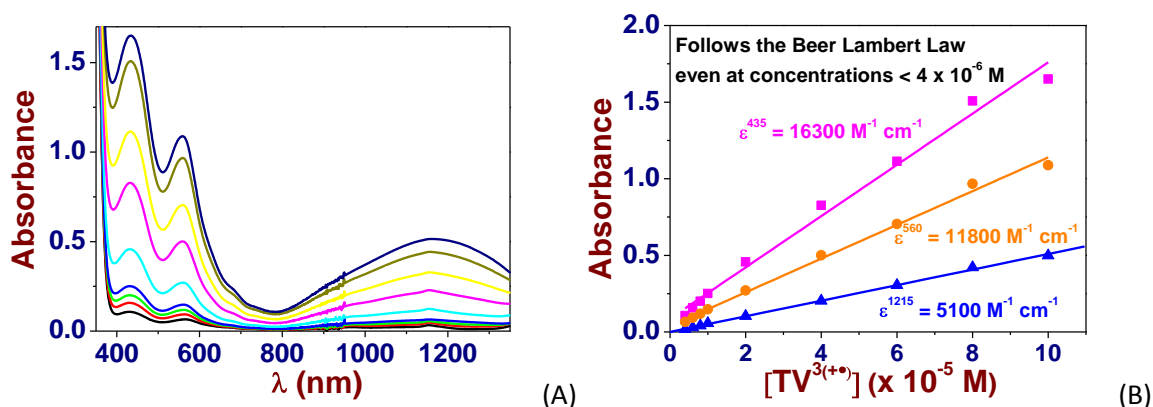 Absorbance
1.5
1.0
0.5
0.0
400 600 800 1000 1200
λ (nm)
(A)
Absorbance
2.0
1.5
1.0
0.5
0.0
Follows the Beer Lambert Law
even at concentrations < 4 x 10⁻⁶ M
ε⁴³⁵ = 16300 M⁻¹ cm⁻¹
ε⁵⁶⁰ = 11800 M⁻¹ cm⁻¹
ε¹²¹⁵ = 5100 M⁻¹ cm⁻¹
0 2 4 6 8 10
[TV³⁽⁺•⁾] (x 10⁻⁵ M)
(B)